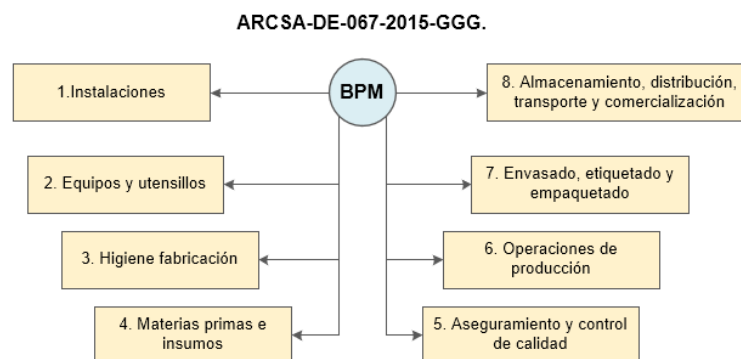 ARCSA-DE-067-2015-GGG.
BPM
1.Instalaciones
2. Equipos y utensillos
3. Higiene fabricación
4. Materias primas e
insumos
5. Aseguramiento y control
de calidad
6. Operaciones de
producción
7. Envasado, etiquetado y
empaquetado
8. Almacenamiento, distribución,
transporte y comercialización